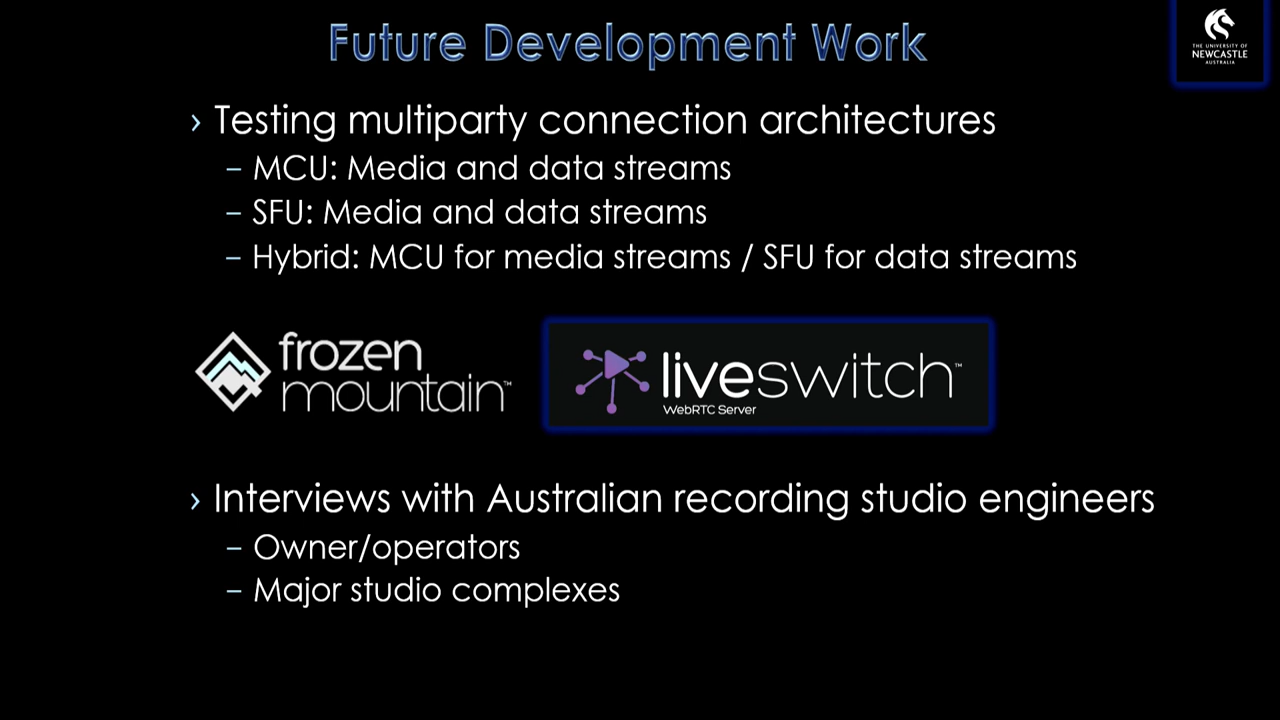 Future Development Work
THE UNIVERSITY OF
NEWCASTLE
AUSTRALIA
› Testing multiparty connection architectures
– MCU: Media and data streams
– SFU: Media and data streams
– Hybrid: MCU for media streams / SFU for data streams
frozen
mountain™
liveswitch™
WebRTC Server
› Interviews with Australian recording studio engineers
– Owner/operators
– Major studio complexes